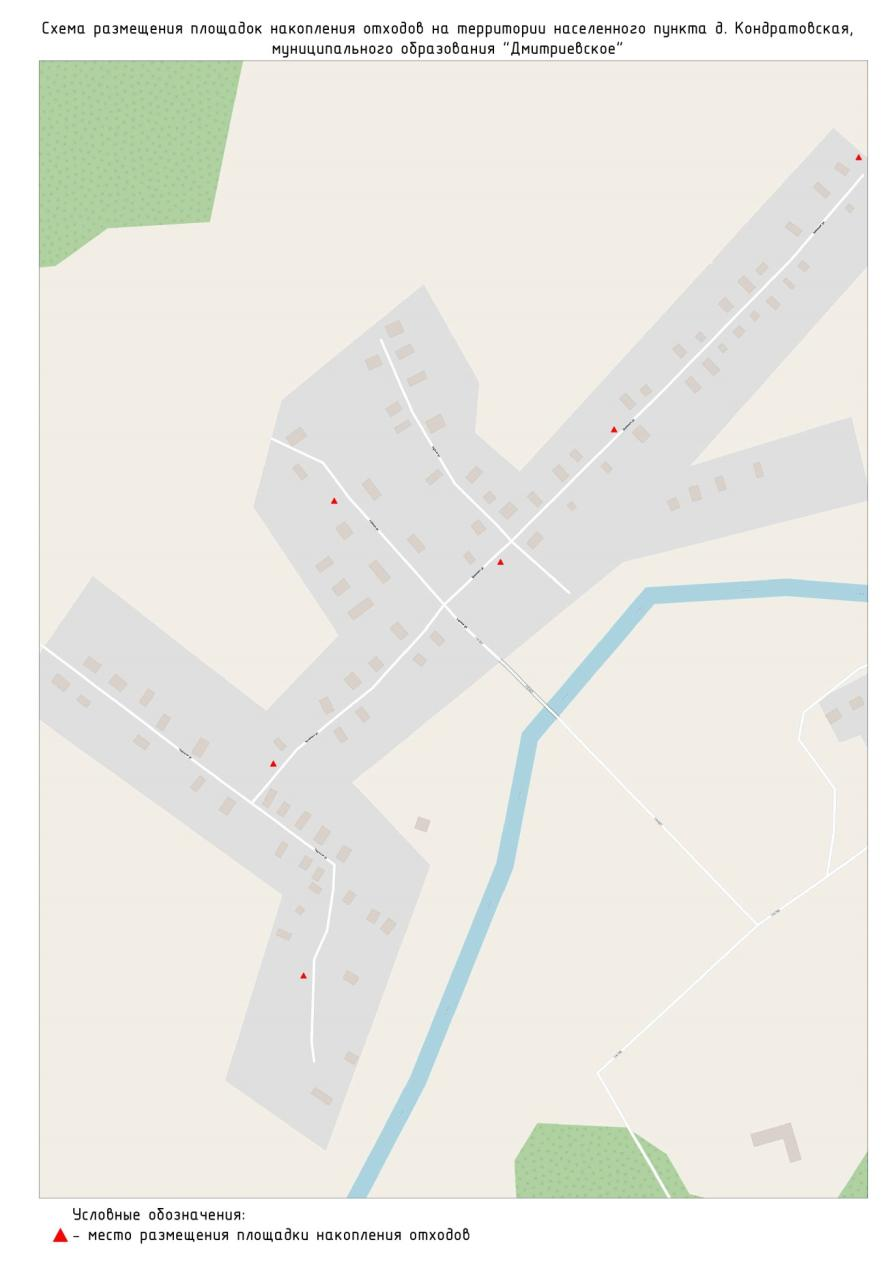 Схема размещения площадок накопления отходов на территории населенного пункта д. Кондратовская,
муниципального образования "Дмитриевское"
Условные обозначения:
- место размещения площадки накопления отходов